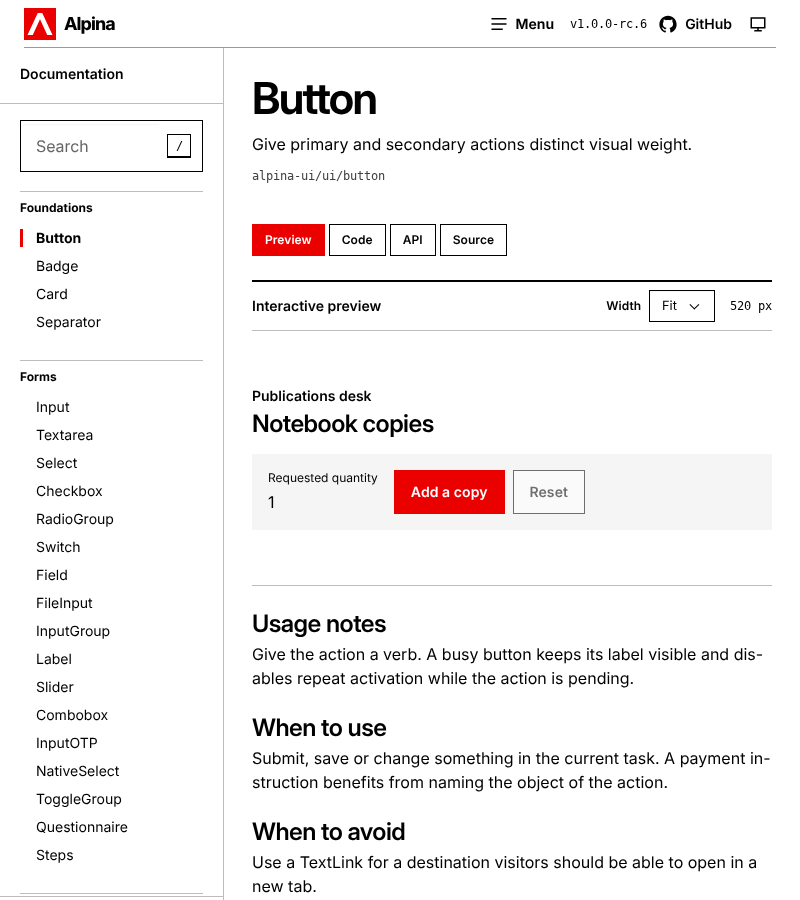 Alpina
Menu
v1.0.0-rc.6
GitHub
Documentation
Search
/
Foundations
Button
Badge
Card
Separator
Forms
Input
Textarea
Select
Checkbox
RadioGroup
Switch
Field
FileInput
InputGroup
Label
Slider
Combobox
InputOTP
NativeSelect
ToggleGroup
Questionnaire
Steps
Button
Give primary and secondary actions distinct visual weight.
alpina-ui/ui/button
Preview
Code
API
Source
Interactive preview
Width
Fit
520 px
Publications desk
Notebook copies
Requested quantity
1
Add a copy
Reset
Usage notes
Give the action a verb. A busy button keeps its label visible and dis-
ables repeat activation while the action is pending.
When to use
Submit, save or change something in the current task. A payment in-
struction benefits from naming the object of the action.
When to avoid
Use a TextLink for a destination visitors should be able to open in a
new tab.